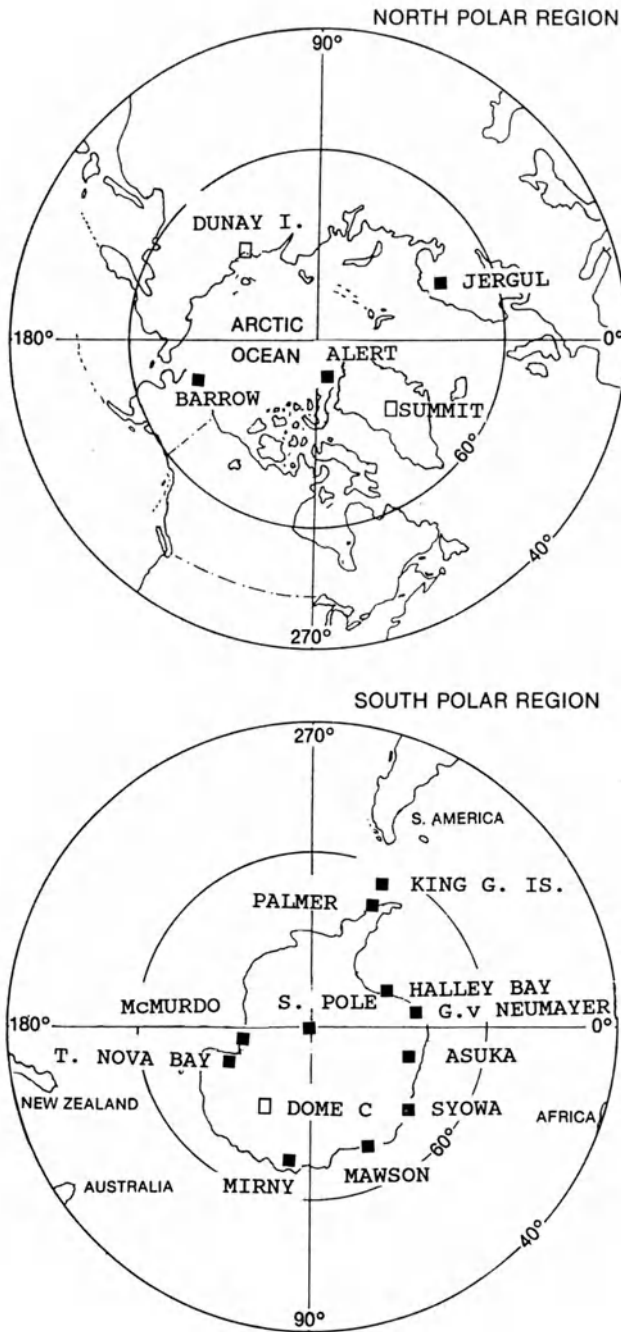 NORTH POLAR REGION
90°
DUNAY I.
JERGUL
ARCTIC
180°
0°
OCEAN
ALERT
BARROW
SUMMIT
60°
40°
270°
SOUTH POLAR REGION
270°
S. AMERICA
KING G. IS.
PALMER
HALLEY BAY
McMURDO
S. POLE
G.v NEUMAYER
180°
0°
T. NOVA BAY
ASUKA
NEW ZEALAND
DOME C
SYOWA
AFRICA
60°
AUSTRALIA
MIRNY
MAWSON
40°
90°